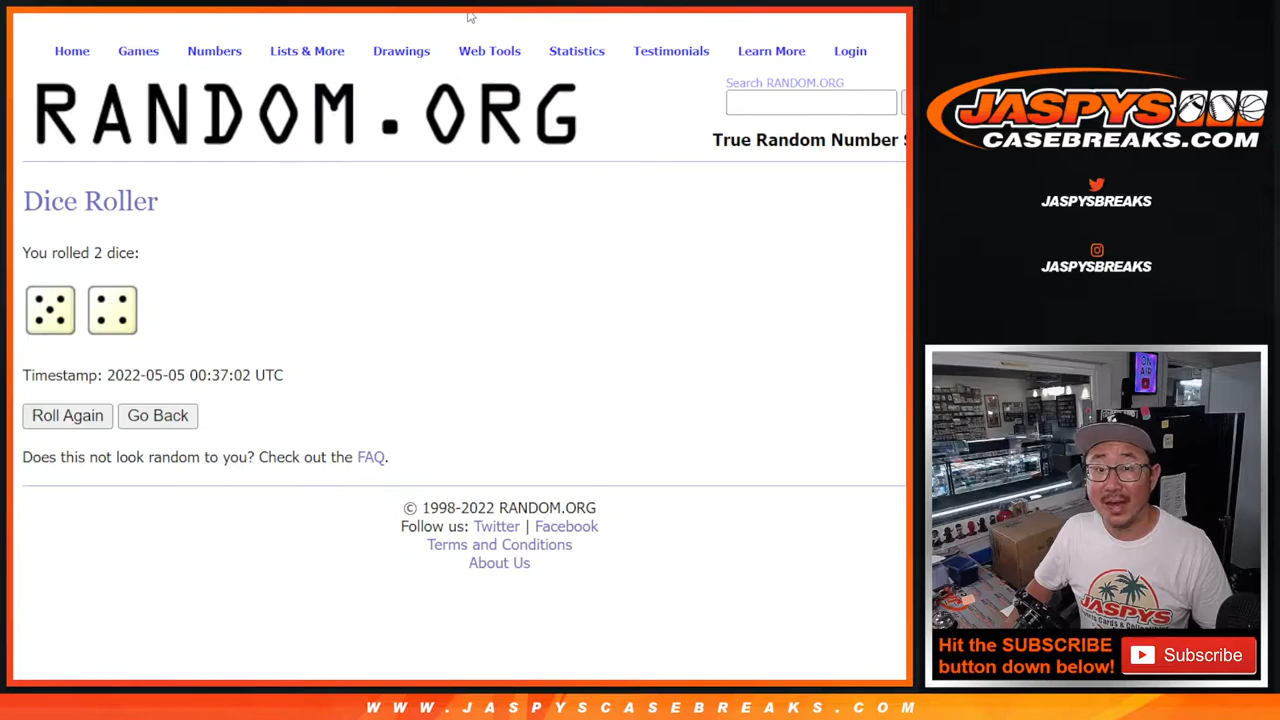 Home Games Numbers Lists & More Drawings Web Tools Statistics Testimonials Learn More Login
RANDOM.ORG
Search RANDOM.ORG
True Random Number
Dice Roller
You rolled 2 dice:
Timestamp: 2022-05-05 00:37:02 UTC
Roll Again Go Back
Does this not look random to you? Check out the FAQ.
© 1998-2022 RANDOM.ORG
Follow us: Twitter | Facebook
Terms and Conditions
About Us
JASPYS
CASEBREAKS.COM
JASPYSBREAKS
JASPYSBREAKS
ON
AIR
JASPYS
Hit the SUBSCRIBE
button down below!
Subscribe
WWW.JASPYSCASEBREAKS.COM